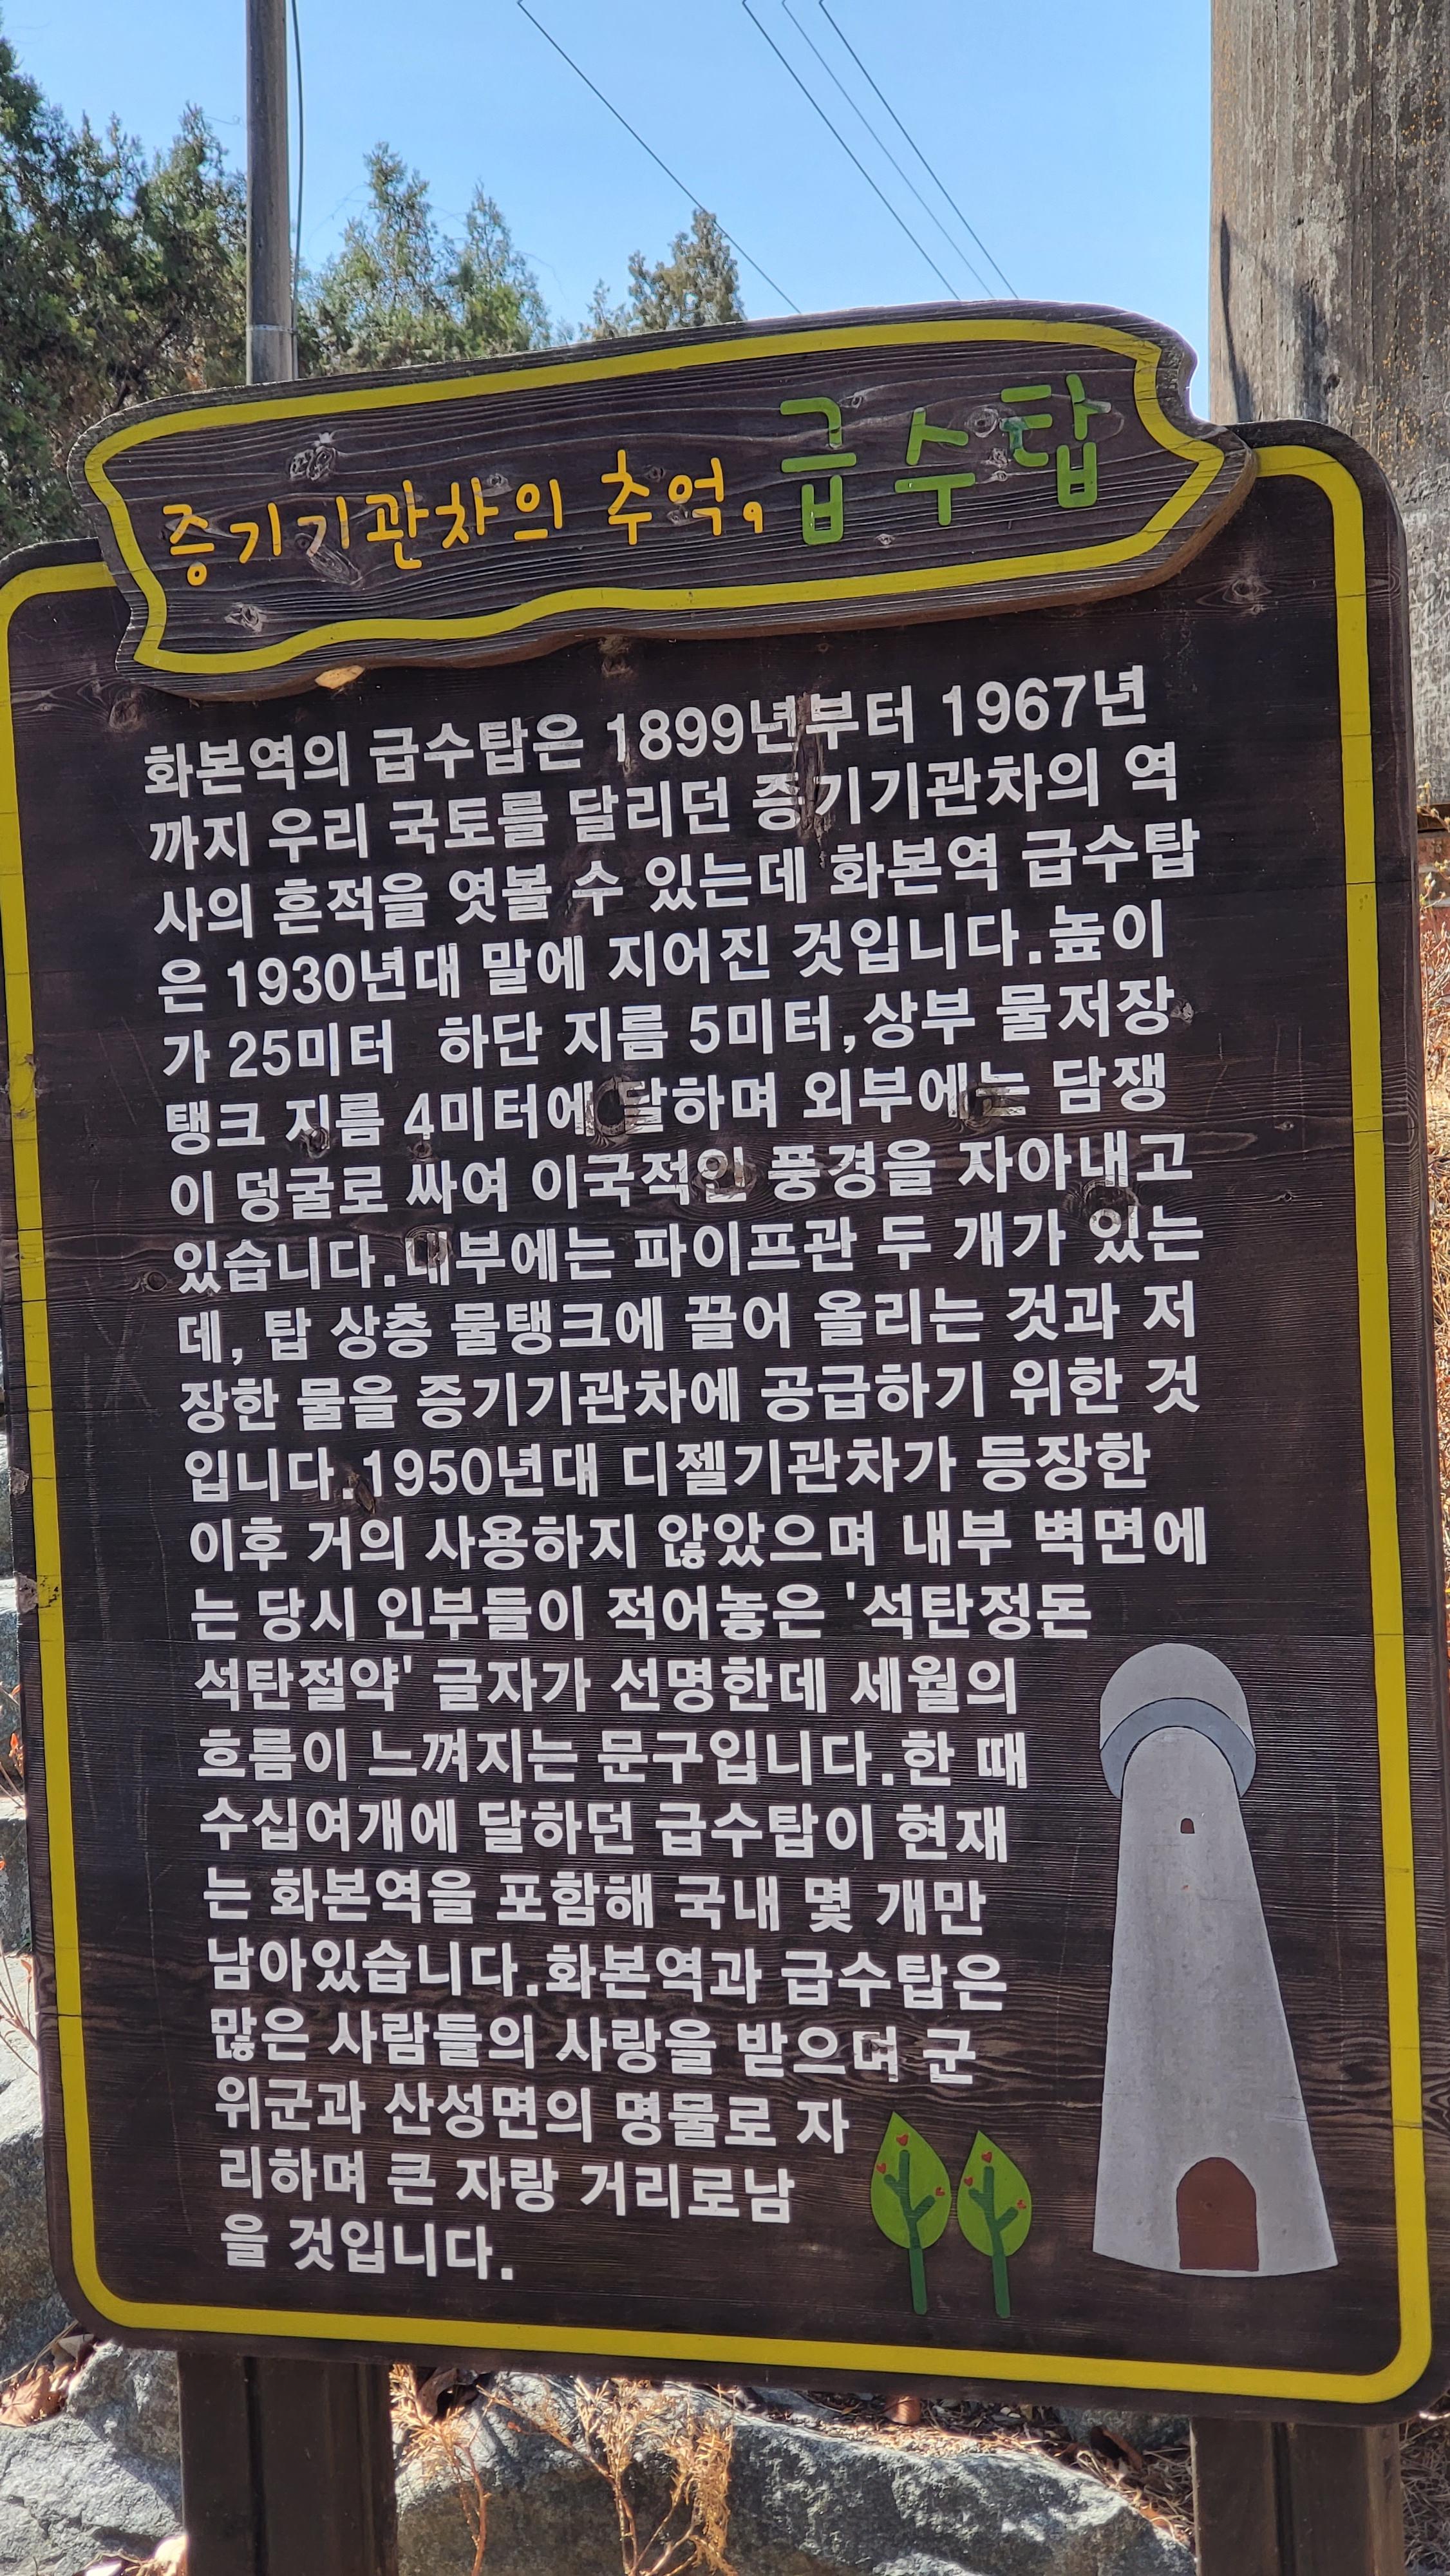 증기기관차의 추억, 급수탑
화본역의 급수탑은 1899년부터 1967년
까지 우리 국토를 달리던 증기기관차의 역
사의 흔적을 엿볼 수 있는데 화본역 급수탑
은 1930년대 말에 지어진 것입니다.높이
가 25미터 하단 지름 5미터,상부 물저장
탱크 지름 4미터에 달하며 외부에는 담쟁
이 덩굴로 싸여 이국적인 풍경을 자아내고
있습니다.내부에는 파이프관 두 개가 있는
데, 탑 상층 물탱크에 끌어 올리는 것과 저
장한 물을 증기기관차에 공급하기 위한 것
입니다.1950년대 디젤기관차가 등장한
이후 거의 사용하지 않았으며 내부 벽면에
는 당시 인부들이 적어놓은 '석탄정돈
석탄절약' 글자가 선명한데 세월의
흐름이 느껴지는 문구입니다.한 때
수십여개에 달하던 급수탑이 현재
는 화본역을 포함해 국내 몇 개만
남아있습니다.화본역과 급수탑은
많은 사람들의 사랑을 받으며 군
위군과 산성면의 명물로 자
리하며 큰 자랑 거리로남
을 것입니다.